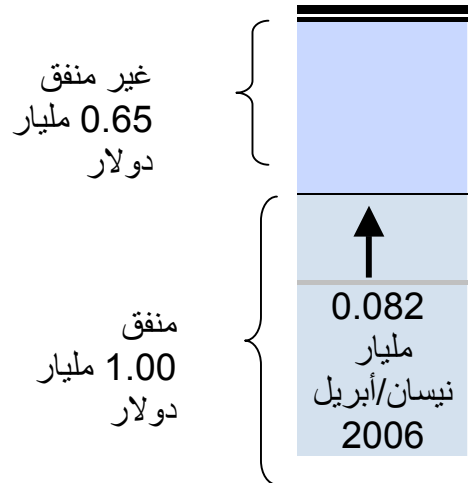 غير منفق
0.65 مليار
دولار
منفق
1.00 مليار
دولار
0.082
مليار
نيسان/أبريل
2006